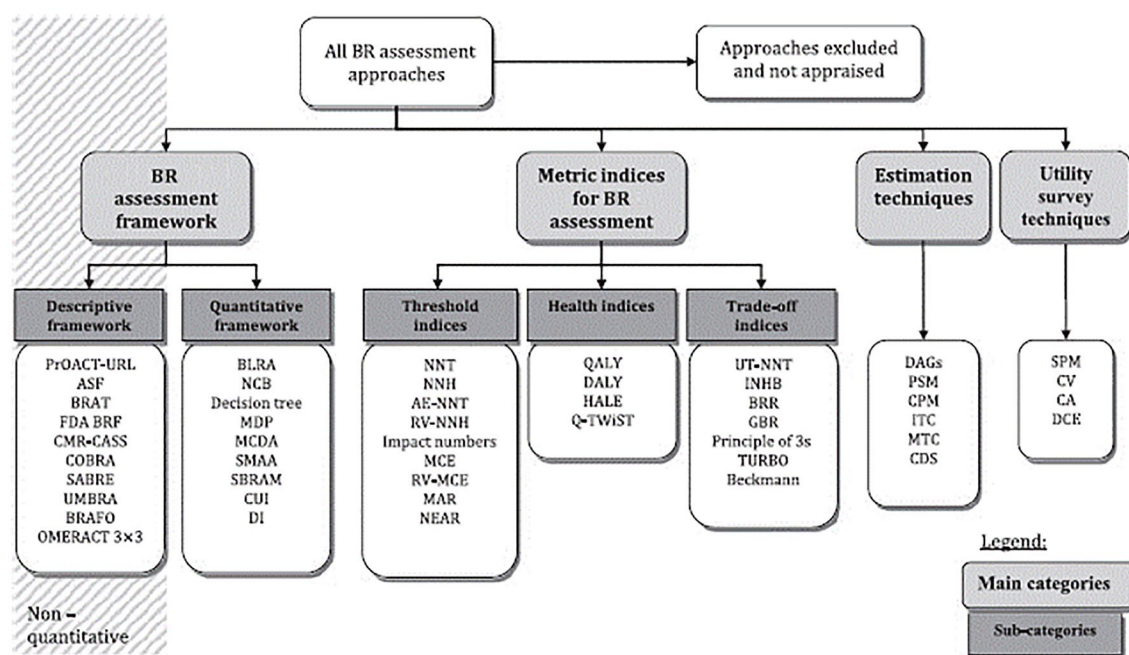 All BR assessment
approaches
Approaches excluded
and not appraised
BR
assessment
framework
Metric indices
for BR
assessment
Estimation
techniques
Utility
survey
techniques
Descriptive
framework
Quantitative
framework
Threshold
indices
Health indices
Trade-off
indices
PrOACT-URL
ASF
BRAT
FDA BRF
CMR-CASS
COBRA
SABRE
UMBRA
BRAFO
OMERACT 3×3
BLRA
NCB
Decision tree
MDP
MCDA
SMAA
SBRAM
CUI
DI
NNT
NNH
AE-NNT
RV-NNH
Impact numbers
MCE
RV-MCE
MAR
NEAR
QALY
DALY
HALE
Q-TWiST
UT-NNT
INHB
BRR
GBR
Principle of 3s
TURBO
Beckmann
DAGs
PSM
CPM
ITC
MTC
CDS
SPM
CV
CA
DCE
Legend:
Main categories
Sub-categories
Non –
quantitative